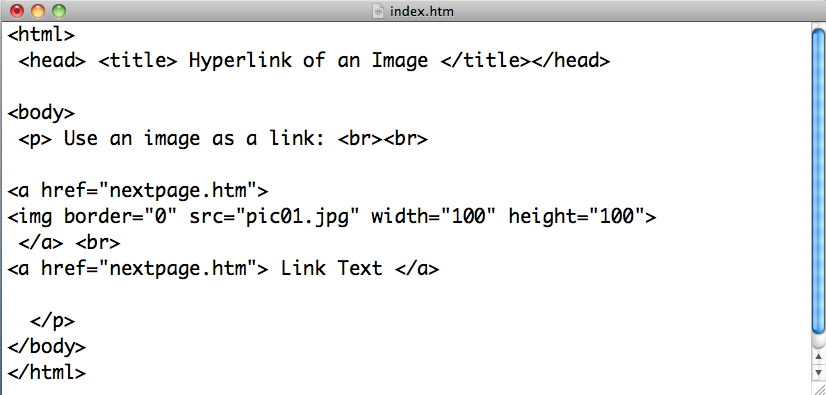 index.htm
<html>
<head> <title> Hyperlink of an Image </title></head>
<body>
<p> Use an image as a link: <br><br>
<a href="nextpage.htm">
<img border="0" src="pic01.jpg" width="100" height="100">
</a> <br>
<a href="nextpage.htm"> Link Text </a>
</p>
</body>
</html>